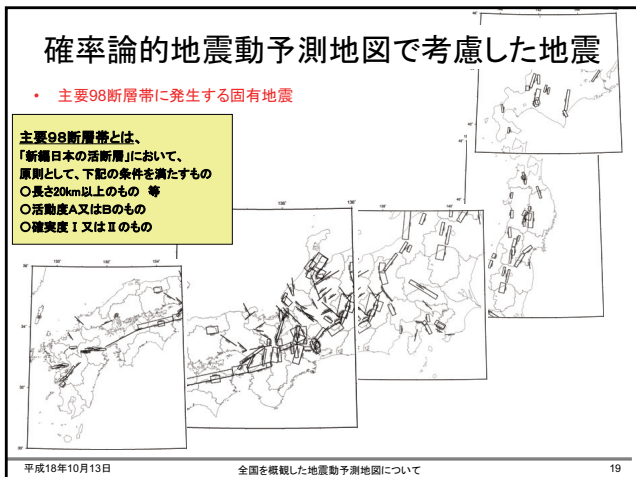 確率論的地震動予測地図で考慮した地震
• 主要98断層帯に発生する固有地震
主要98断層帯とは、
「新編日本の活断層」において、
原則として、下記の条件を満たすもの
○長さ20km以上のもの 等
○活動度A又はBのもの
○確実度Ⅰ又はⅡのもの
平成18年10月13日
全国を概観した地震動予測地図について
19